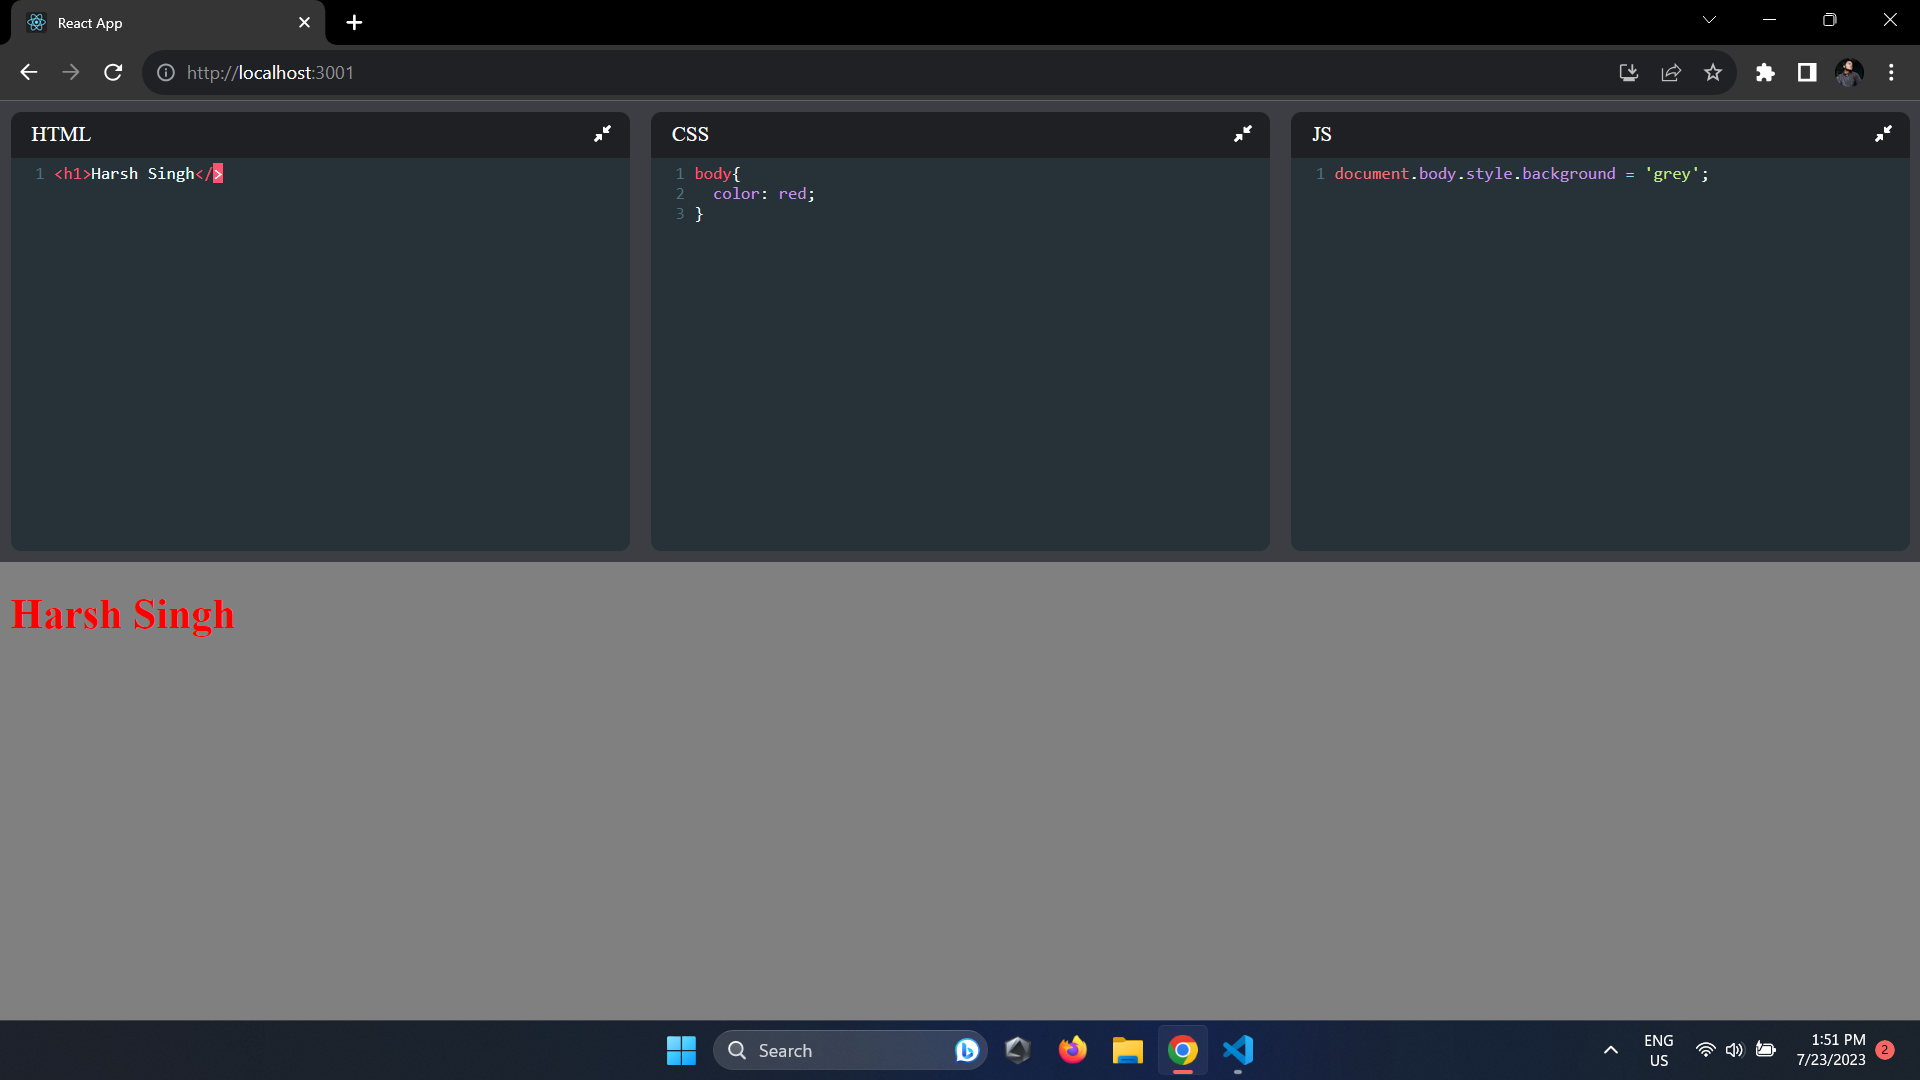 React App
http://localhost:3001
HTML
1 <h1>Harsh Singh</>
CSS
1 body{
2   color: red;
3 }
JS
1 document.body.style.background = 'grey';
Harsh Singh
Search
ENG
US
1:51 PM
7/23/2023
2